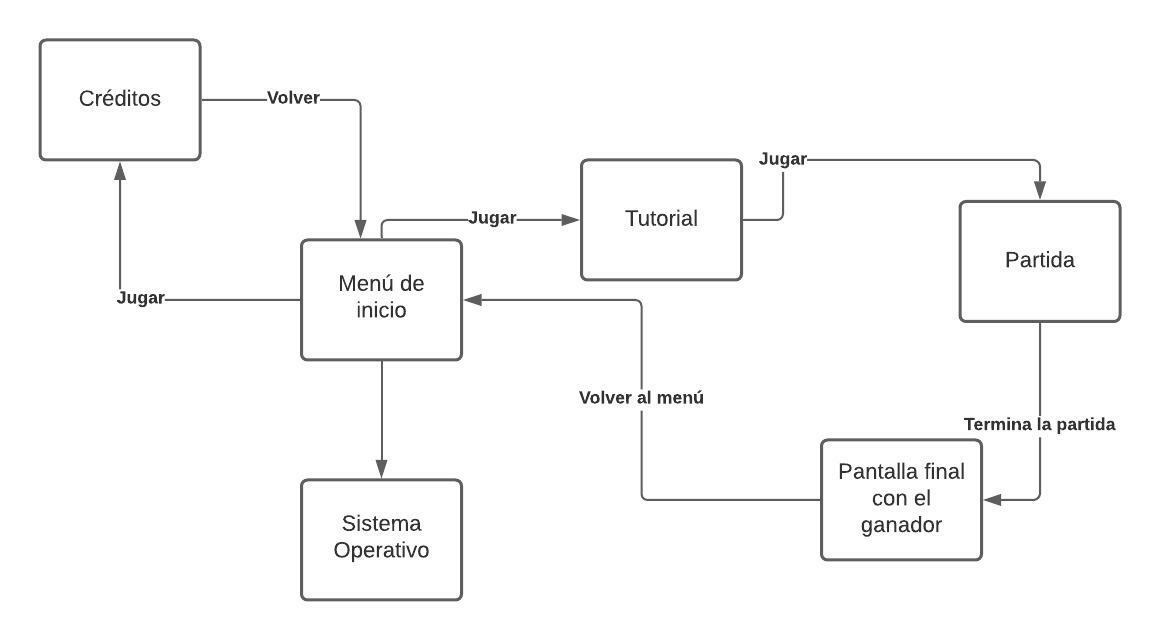 Créditos
Volver
Jugar
Tutorial
Jugar
Partida
Jugar
Menú de
inicio
Volver al menú
Termina la partida
Pantalla final
con el
ganador
Sistema
Operativo